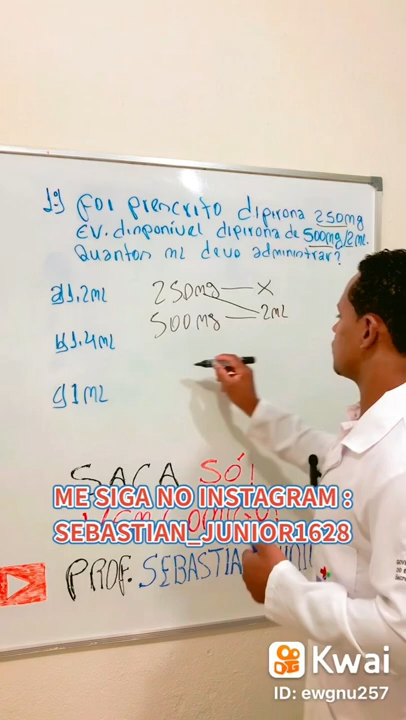 1º) Foi prescrito dipirona 250mg
EV. disponível dipirona de 500mg/2ml.
Quantos ml devo administrar?
a) 1,2ml
250mg — X
500mg — 2ml
b) 1,4ml
c) 1ml
SACA SÓ!
ME SIGA NO INSTAGRAM :
SEBASTIAN_JUNIOR1628
PROF. SEBASTIA
Kwai
ID: ewgnu257